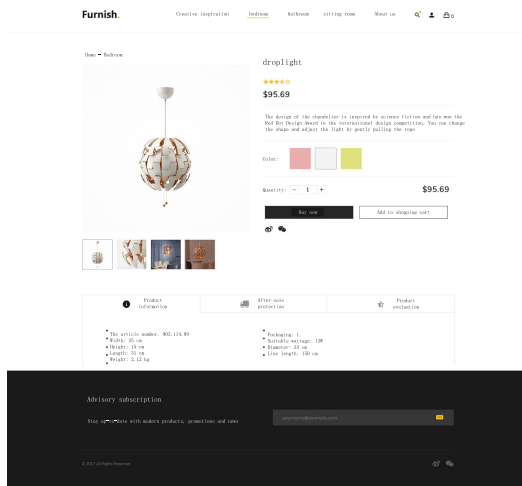 Furnish.
Creative inspiration
bedroom
bathroom
sitting room
About us
0
Home - Bedroom
droplight
$95.69
The design of the chandelier is inspired by science fiction and has won the
Red Dot Design Award in the international design competition. You can change
the shape and adjust the light by gently pulling the rope
Color:
Quantity: - 1 +
$95.69
Buy now
Add to shopping cart
Product
information
After-sale
protection
Product
evaluation
The article number: 903.114.89
Width: 25 cm
Height: 16 cm
Length: 31 cm
Weight: 2.12 kg
Packaging: 1.
Suitable wattage: 13W
Diameter: 35 cm
Line length: 150 cm
Advisory subscription
Stay up-to-date with modern products, promotions and news
yourname@example.com
© 2017 All Rights Reserved